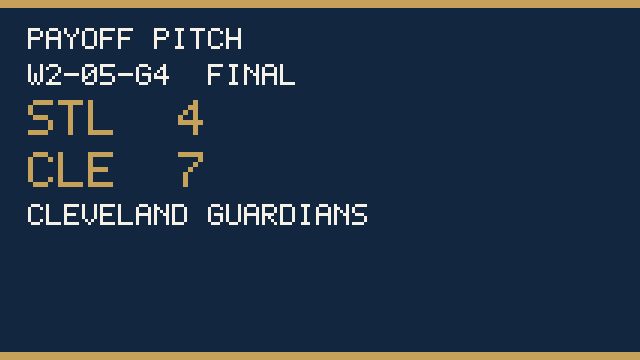 PAYOFF PITCH
W2-05-G4 FINAL
STL 4
CLE 7
CLEVELAND GUARDIANS